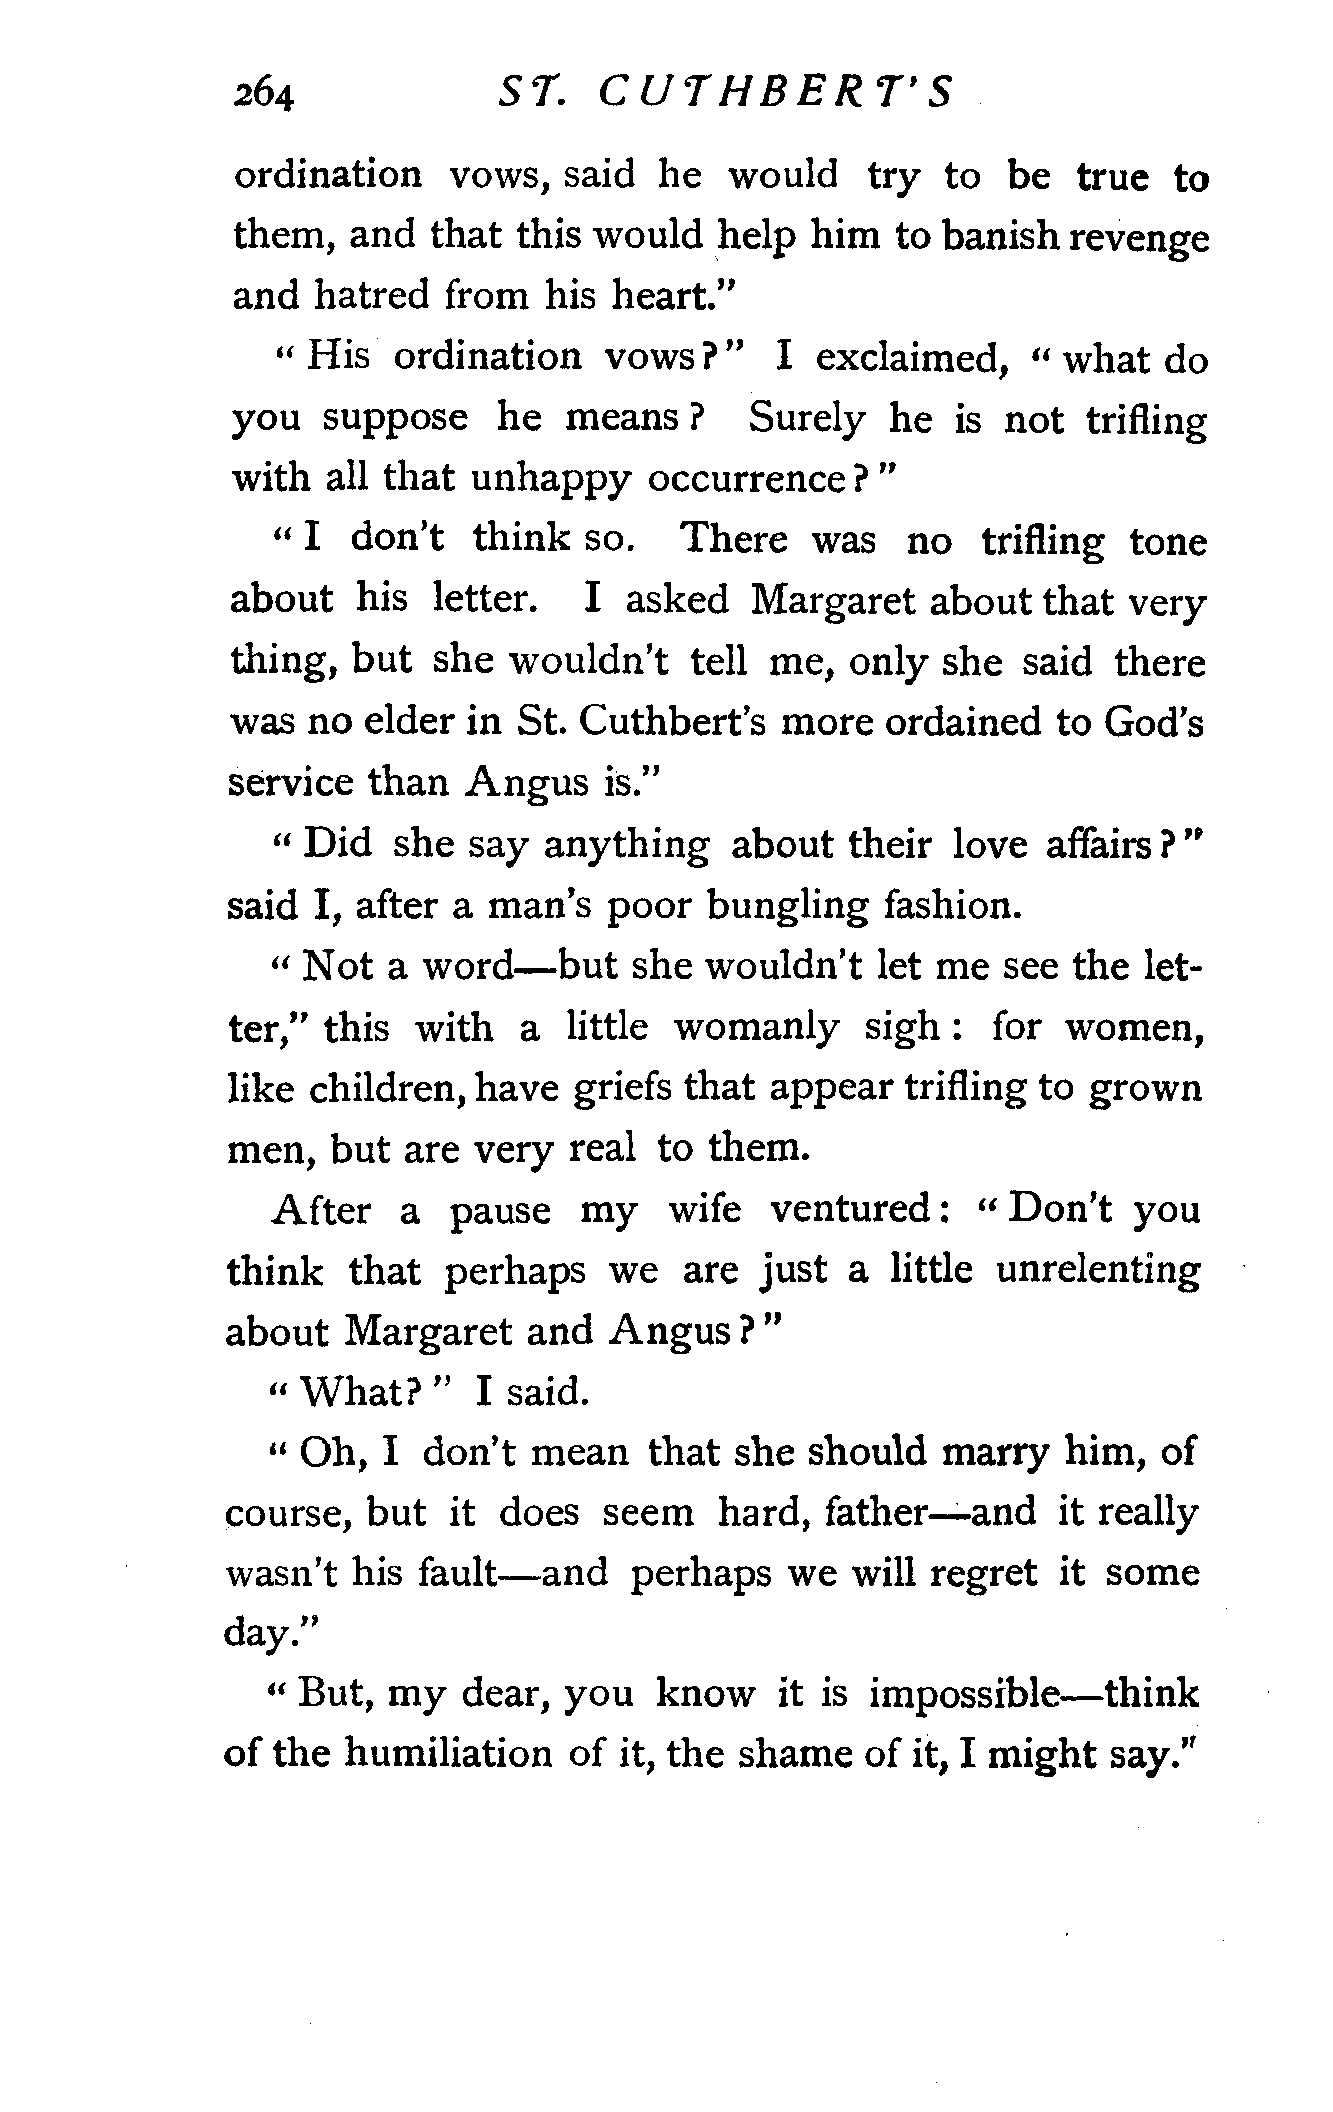 264 ST. CUTHBERT'S
ordination vows, said he would try to be true to
them, and that this would help him to banish revenge
and hatred from his heart."
" His ordination vows?" I exclaimed, " what do
you suppose he means ? Surely he is not trifling
with all that unhappy occurrence ? "
" I don't think so. There was no trifling tone
about his letter. I asked Margaret about that very
thing, but she wouldn't tell me, only she said there
was no elder in St. Cuthbert's more ordained to God's
service than Angus is."
" Did she say anything about their love affairs ? "
said I, after a man's poor bungling fashion.
" Not a word—but she wouldn't let me see the let-
ter," this with a little womanly sigh : for women,
like children, have griefs that appear trifling to grown
men, but are very real to them.
After a pause my wife ventured : " Don't you
think that perhaps we are just a little unrelenting
about Margaret and Angus ? "
" What? " I said.
" Oh, I don't mean that she should marry him, of
course, but it does seem hard, father—and it really
wasn't his fault—and perhaps we will regret it some
day."
" But, my dear, you know it is impossible—think
of the humiliation of it, the shame of it, I might say."